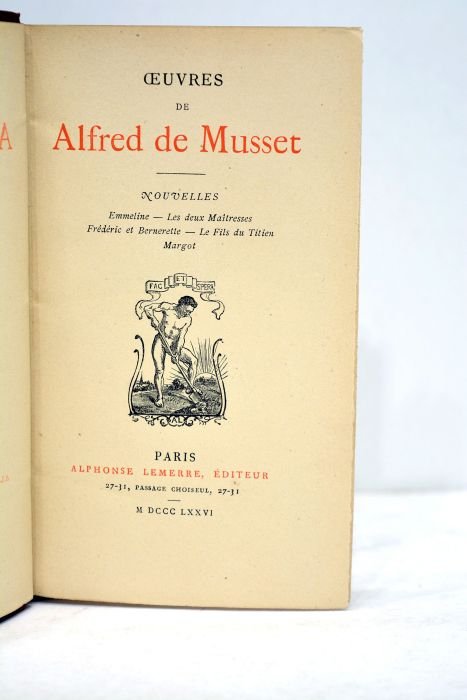 ŒUVRES
DE
Alfred de Musset
NOUVELLES
Emmeline — Les deux Maîtresses
Frédéric et Bernerette — Le Fils du Titien
Margot
FAC ET SPERA
AL
PARIS
ALPHONSE LEMERRE, ÉDITEUR
27-31, PASSAGE CHOISEUL, 27-31
M DCCC LXXVI
A